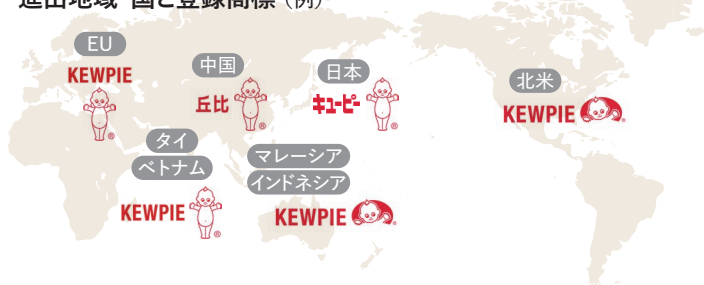 進出地域・国と登録商標(例)
EU
KEWPIE
®
中国
丘比
®
日本
キユーピー
®
北米
KEWPIE
®
タイ
ベトナム
KEWPIE
®
マレーシア
インドネシア
KEWPIE
®